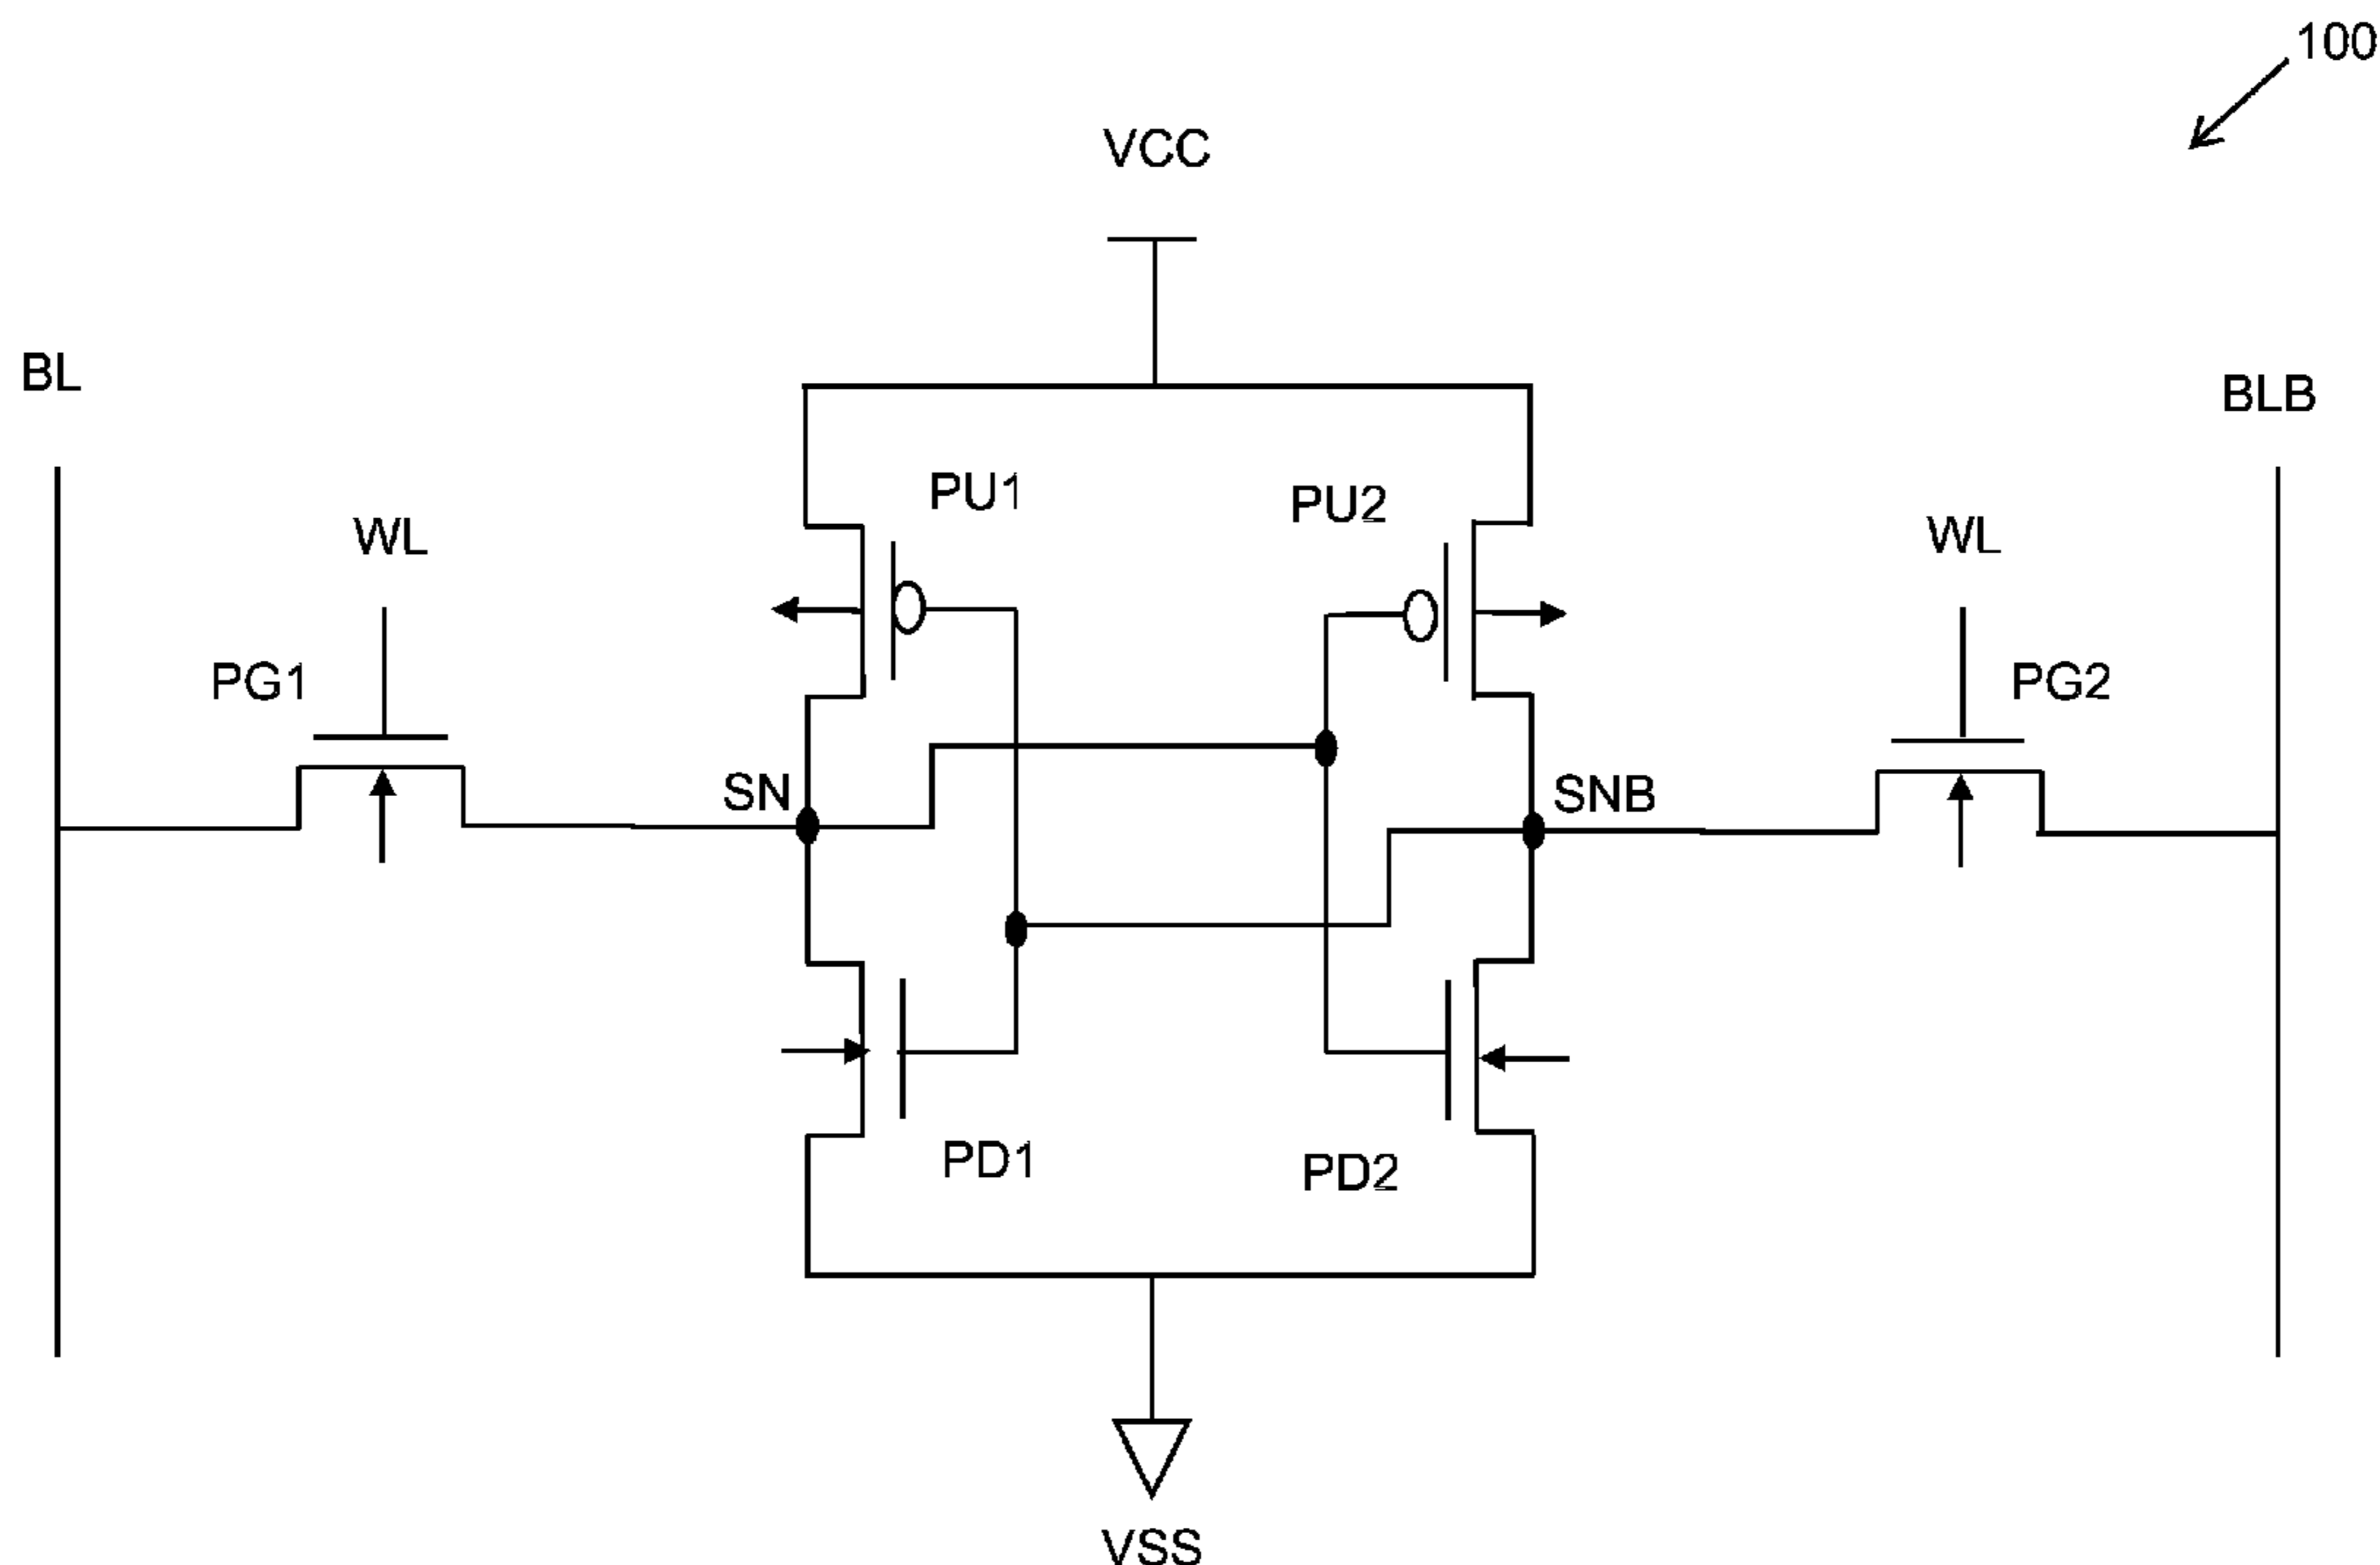 100
VCC
BL
BLB
PU1
PU2
WL
WL
PG1
PG2
SN
SNB
PD1
PD2
VSS